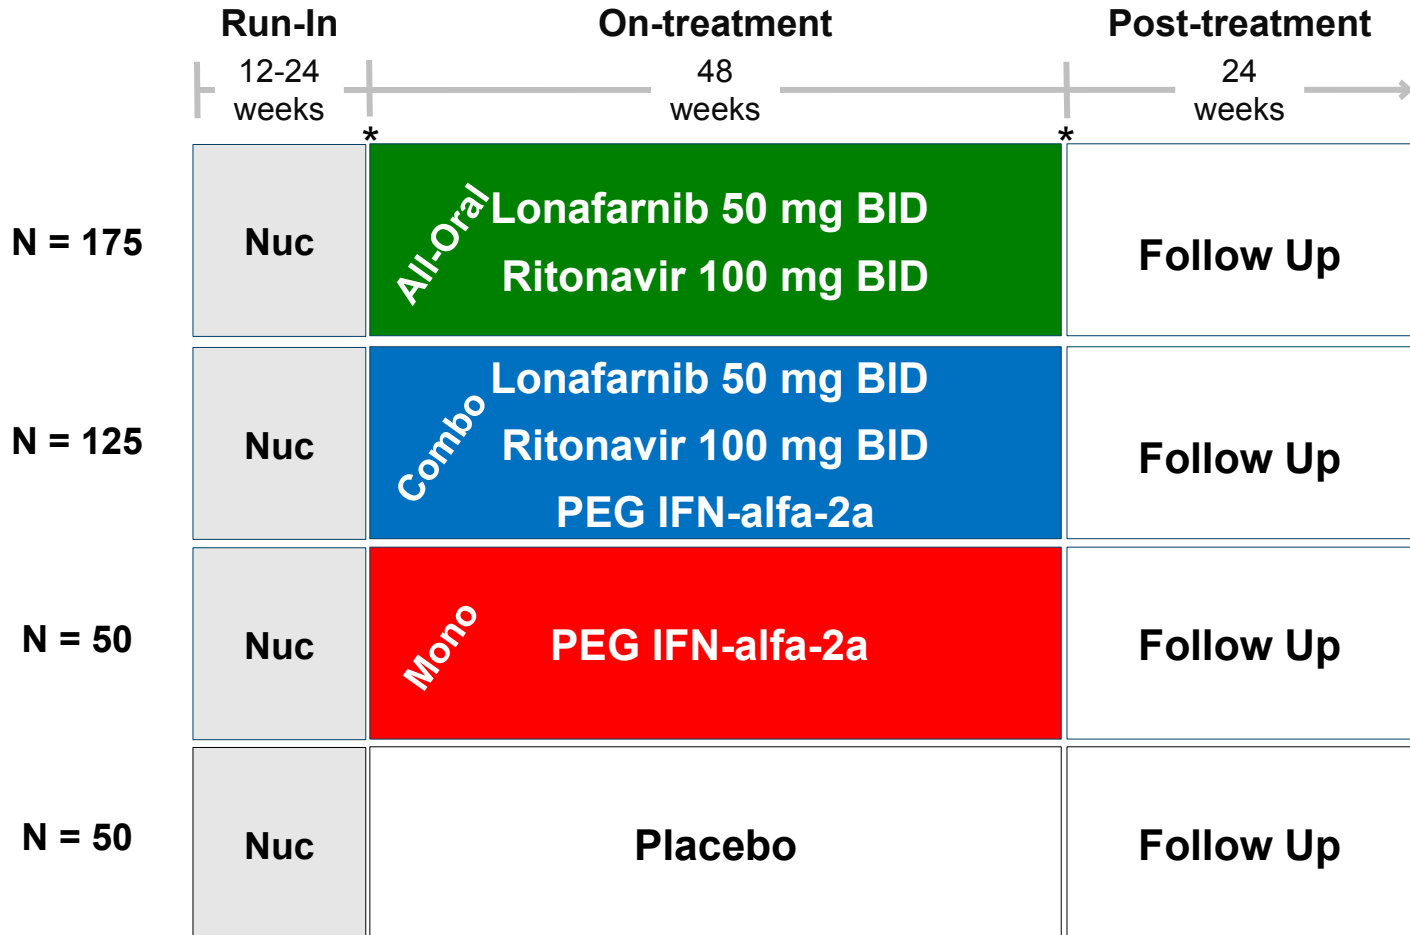 Run-In On-treatment Post-treatment
12-24 weeks 48 weeks 24 weeks
* *
N = 175
Nuc
All-Oral
Lonafarnib 50 mg BID
Ritonavir 100 mg BID
Follow Up
N = 125
Nuc
Combo
Lonafarnib 50 mg BID
Ritonavir 100 mg BID
PEG IFN-alfa-2a
Follow Up
N = 50
Nuc
Mono
PEG IFN-alfa-2a
Follow Up
N = 50
Nuc
Placebo
Follow Up